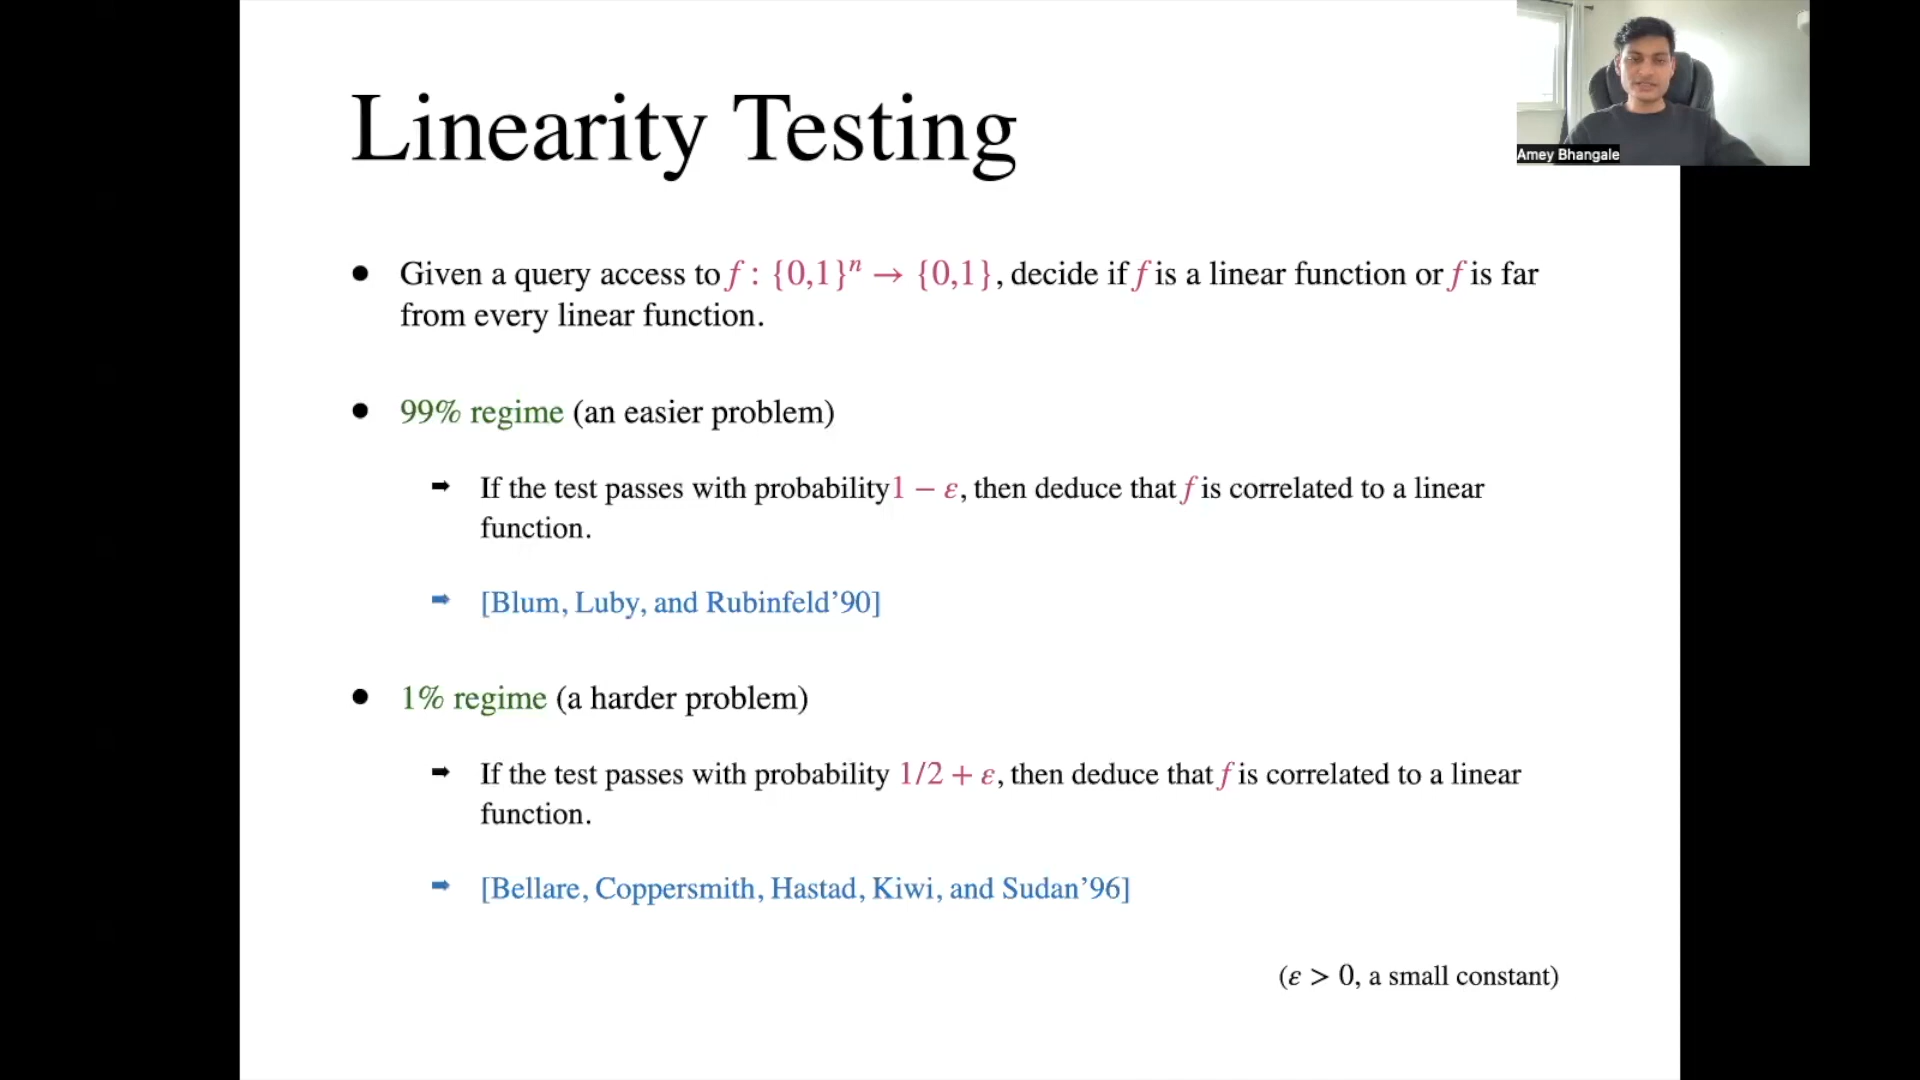 Amey Bhangale
Linearity Testing
● Given a query access to f : {0,1}ⁿ → {0,1}, decide if f is a linear function or f is far
from every linear function.
● 99% regime (an easier problem)
➡ If the test passes with probability 1 − ε, then deduce that f is correlated to a linear
function.
➡ [Blum, Luby, and Rubinfeld’90]
● 1% regime (a harder problem)
➡ If the test passes with probability 1/2 + ε, then deduce that f is correlated to a linear
function.
➡ [Bellare, Coppersmith, Hastad, Kiwi, and Sudan’96]
(ε > 0, a small constant)